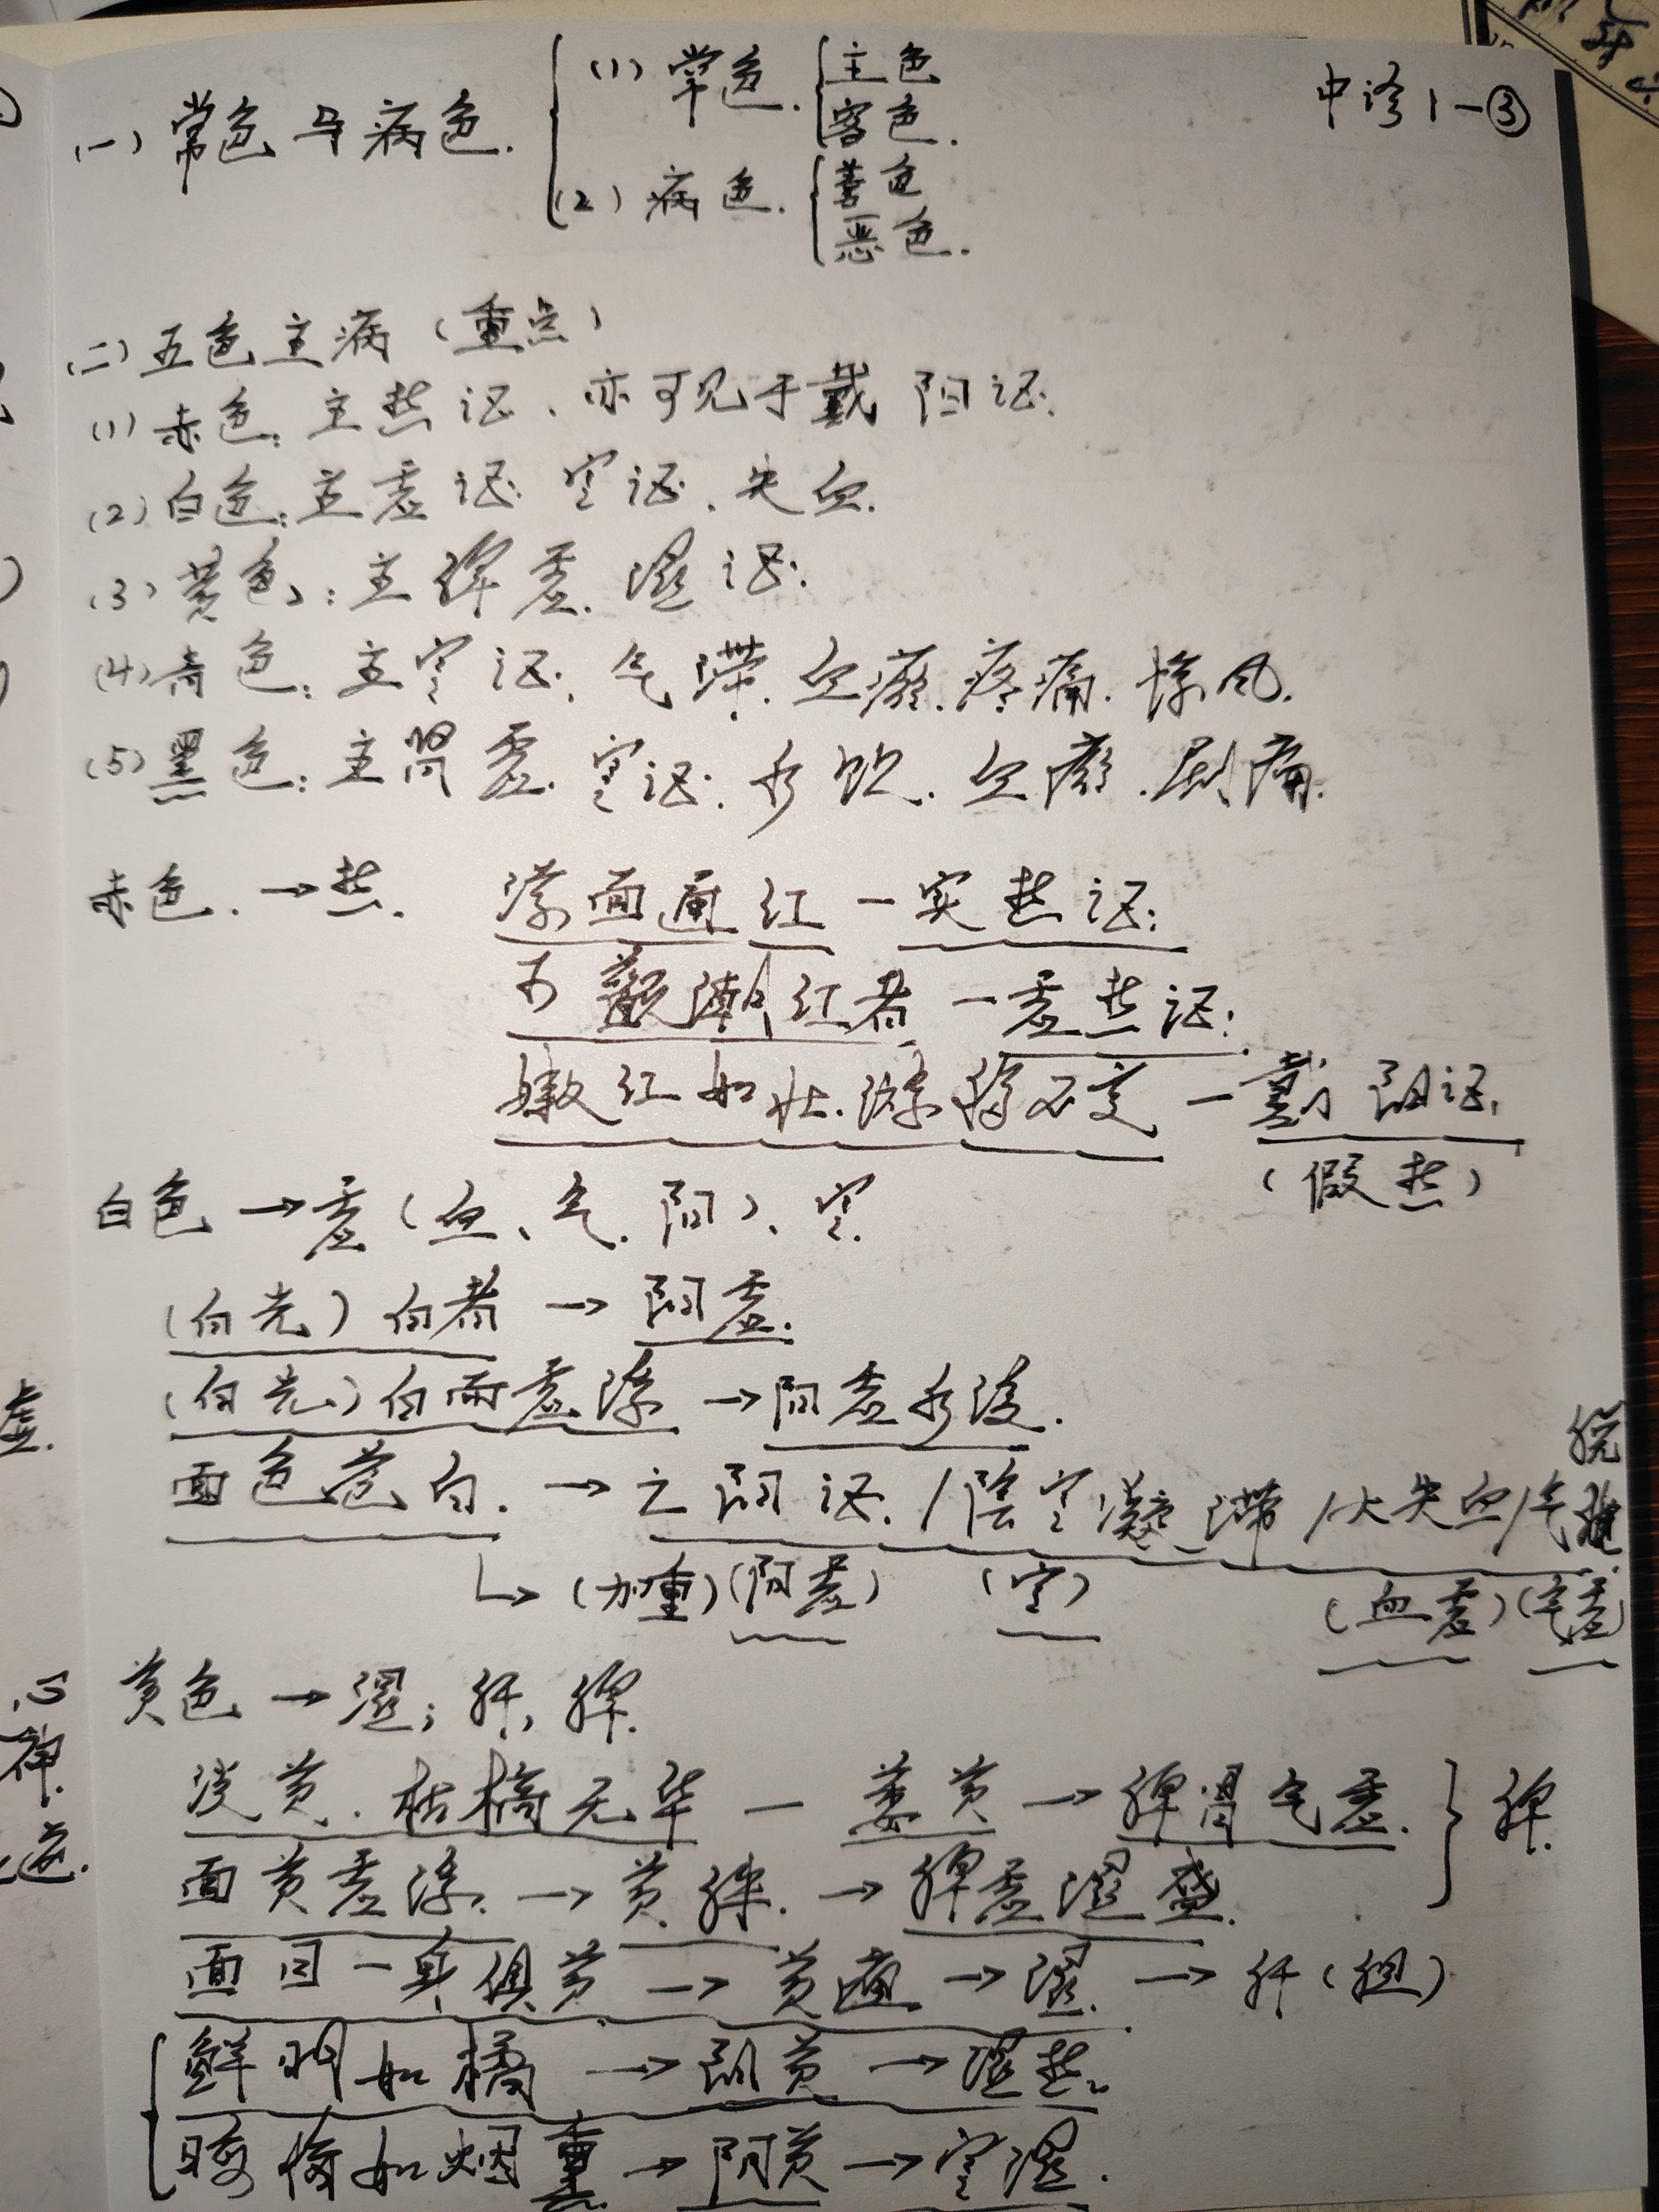 中诊1-③
(一) 常色与病色. (1) 常色. 主色
客色.
(2) 病色. 善色
恶色.
(二) 五色主病 (重点)
(1) 赤色: 主热证、亦可见于戴阳证.
(2) 白色: 主虚证. 寒证、失血.
(3) 黄色: 主脾虚. 湿证.
(4) 青色: 主寒证. 气滞. 血瘀. 疼痛. 惊风.
(5) 黑色: 主肾虚. 寒证. 水饮. 血瘀. 剧痛.
赤色. →热. 满面通红 — 实热证.
两颧潮红者 — 虚热证.
嫩红如妆. 游移不定 — 戴阳证.
(假热)
白色 → 虚 (血、气. 阳)、寒.
(白光) 白者 → 阳虚.
(白光) 白而虚浮 → 阳虚水泛.
面色苍白. → 亡阳证. / 陰寒凝滞 / 大失血 / 气脱
↳ (加重) (阳虚) (寒) (血虚) (气虚)
黄色 → 湿; 肝, 脾.
淡黄. 枯槁无华 — 萎黄 → 脾胃气虚. } 脾.
面黄虚浮. → 黄胖. → 脾虚湿盛.
面目一身俱黄 → 黄疸 → 湿. → 肝 (胆)
鲜明如橘 → 阳黄 → 湿热.
晦暗如烟熏 → 阴黄 → 寒湿.
虚.
心
神.